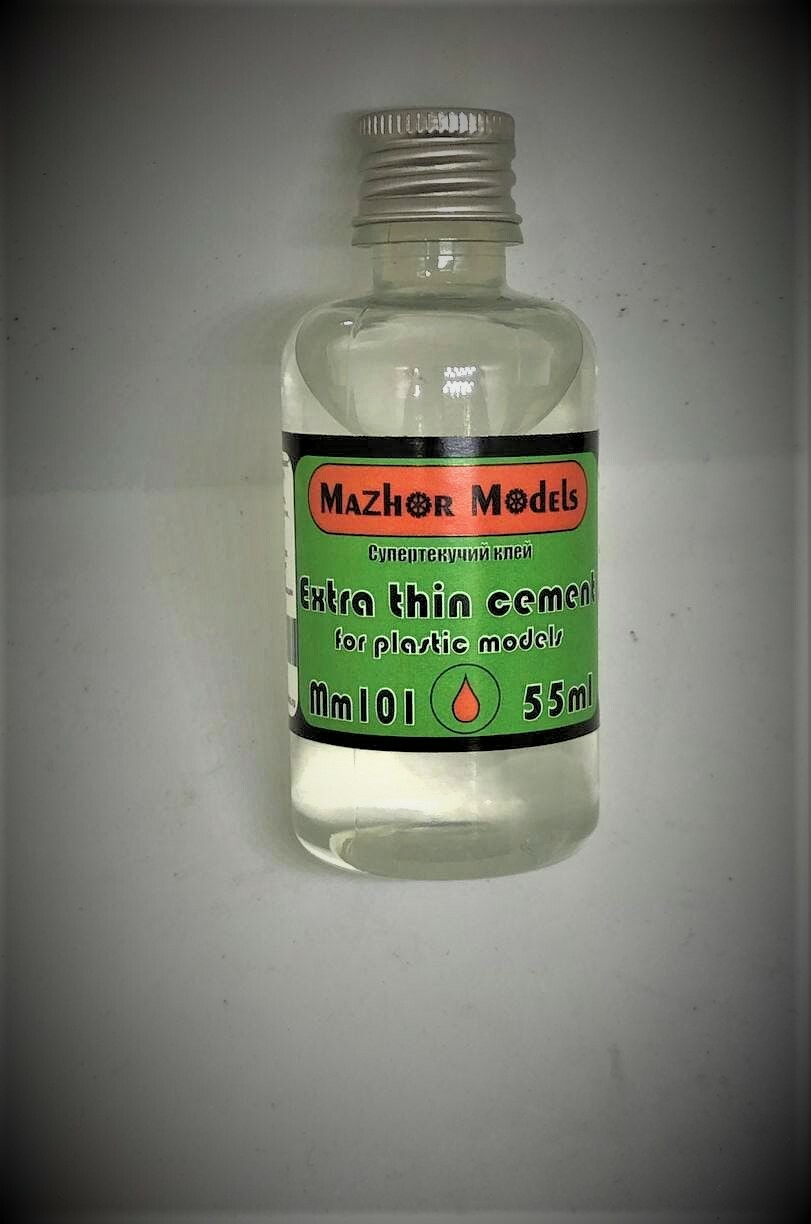 MaZhor Models
Супертекучий клей
Extra thin cement
for plastic models
Mm101 55ml